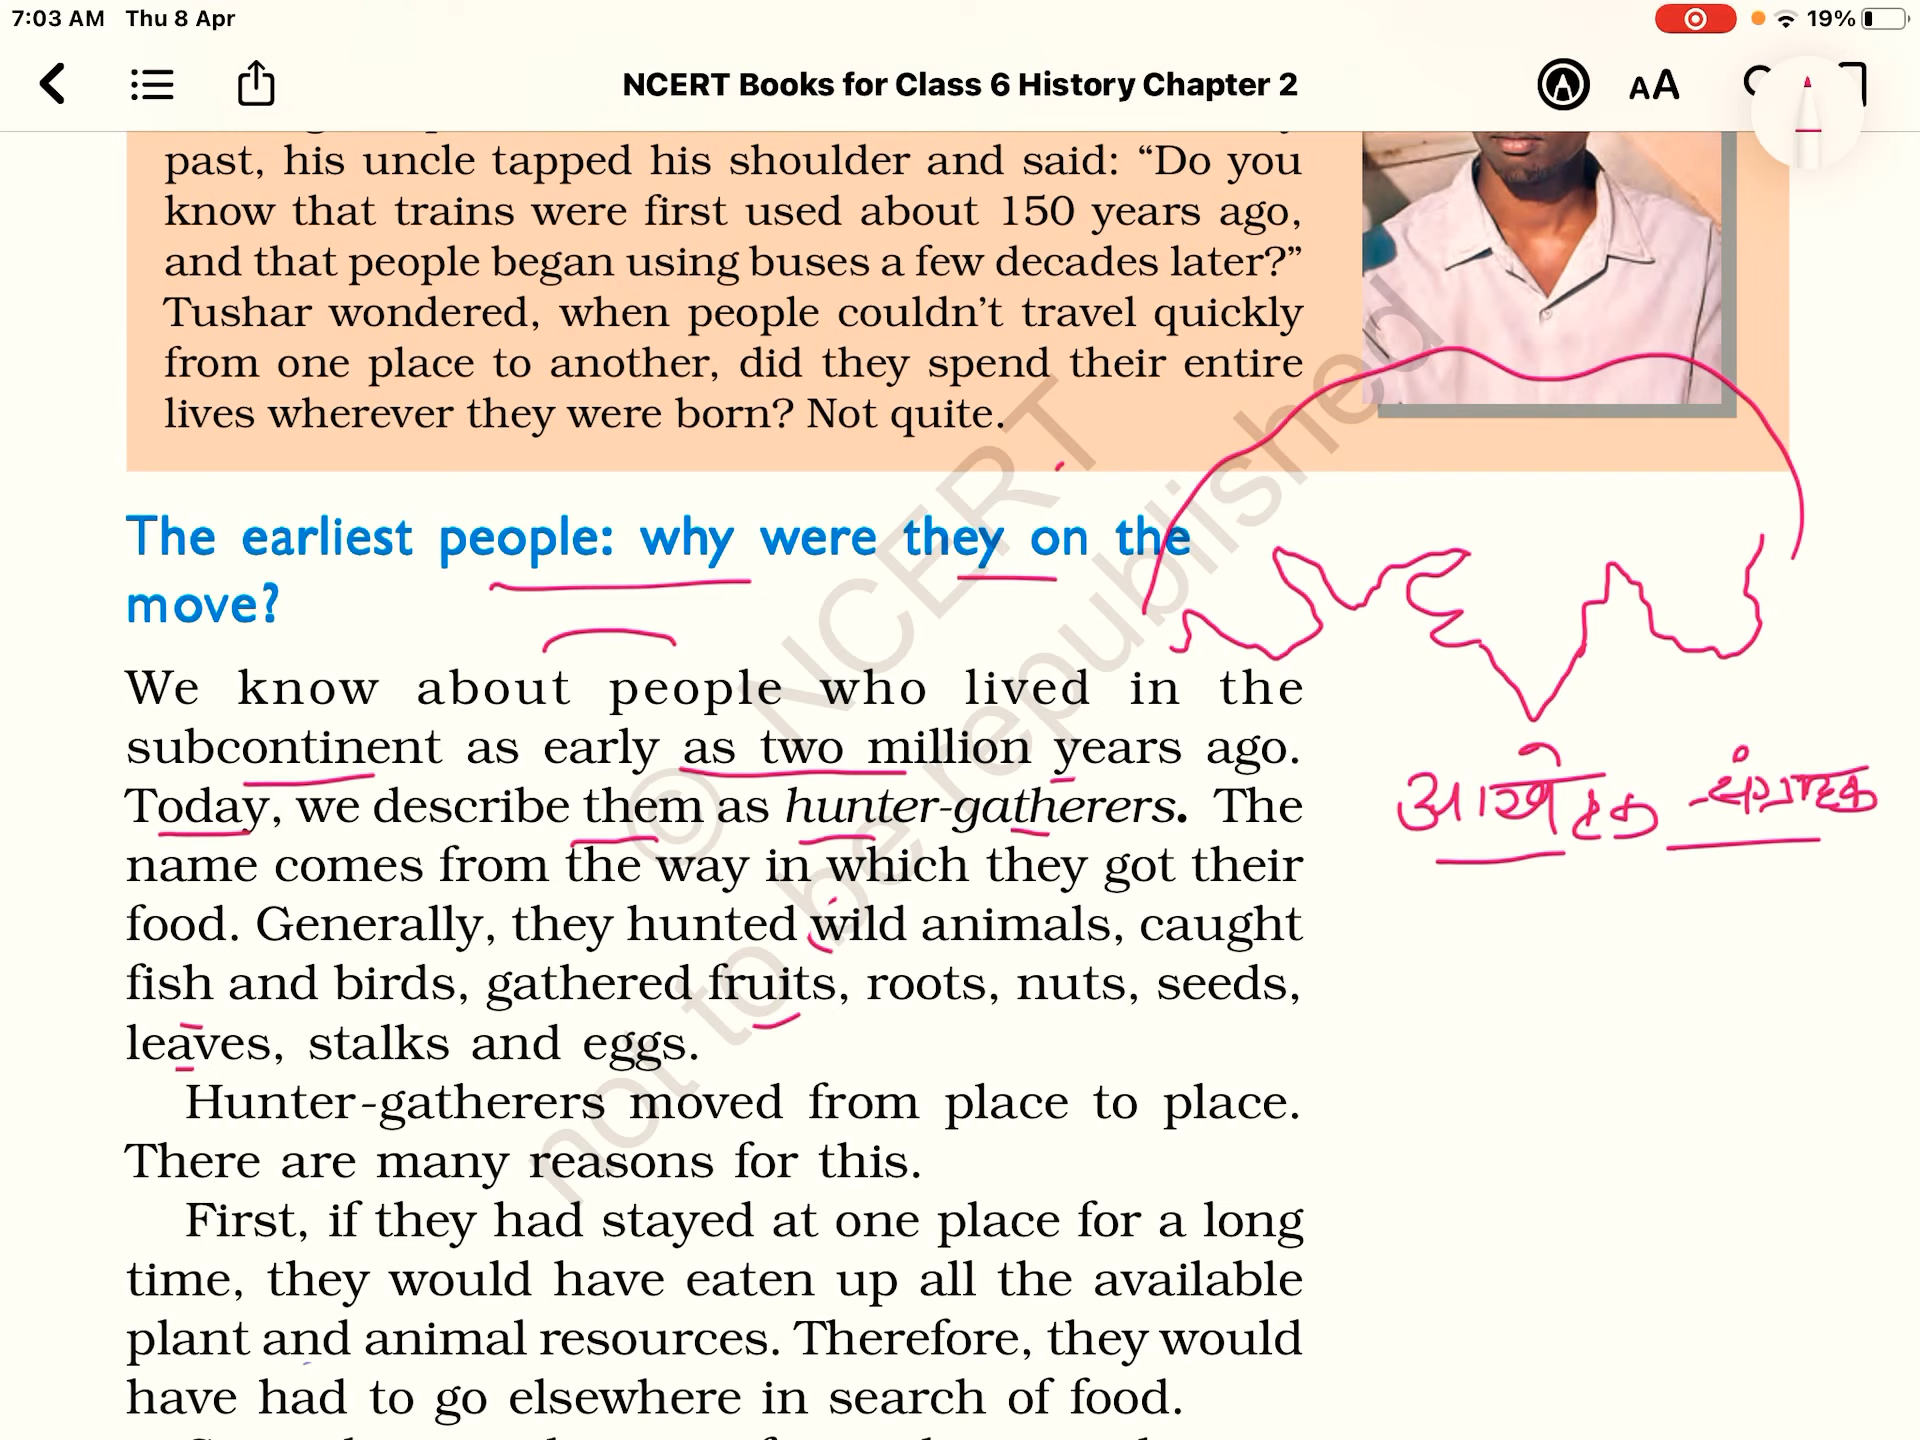 7:03 AM Thu 8 Apr
19%
NCERT Books for Class 6 History Chapter 2
AA
past, his uncle tapped his shoulder and said: “Do you
know that trains were first used about 150 years ago,
and that people began using buses a few decades later?”
Tushar wondered, when people couldn’t travel quickly
from one place to another, did they spend their entire
lives wherever they were born? Not quite.
The earliest people: why were they on the
move?
We know about people who lived in the
subcontinent as early as two million years ago.
Today, we describe them as hunter-gatherers. The
name comes from the way in which they got their
food. Generally, they hunted wild animals, caught
fish and birds, gathered fruits, roots, nuts, seeds,
leaves, stalks and eggs.
Hunter-gatherers moved from place to place.
There are many reasons for this.
First, if they had stayed at one place for a long
time, they would have eaten up all the available
plant and animal resources. Therefore, they would
have had to go elsewhere in search of food.
© NCERT
not to be republished